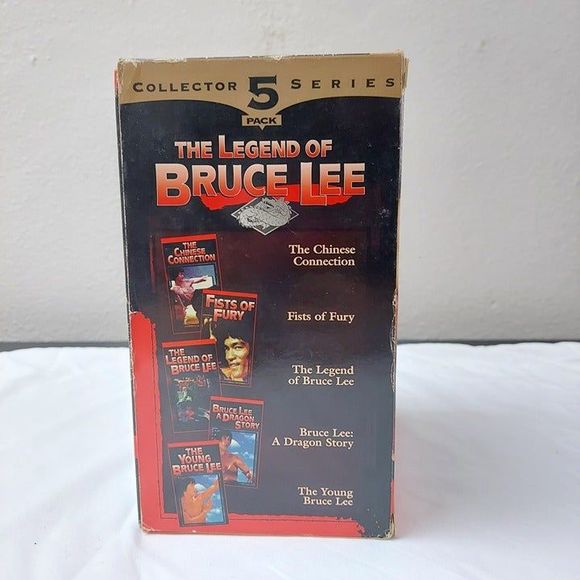 COLLECTOR 5 SERIES
PACK
THE LEGEND OF
BRUCE LEE
THE
CHINESE
CONNECTION
The Chinese
Connection
FISTS OF
FURY
Fists of Fury
THE
LEGEND OF
BRUCE LEE
The Legend
of Bruce Lee
BRUCE LEE
A DRAGON
STORY
Bruce Lee:
A Dragon Story
THE
YOUNG
BRUCE LEE
The Young
Bruce Lee